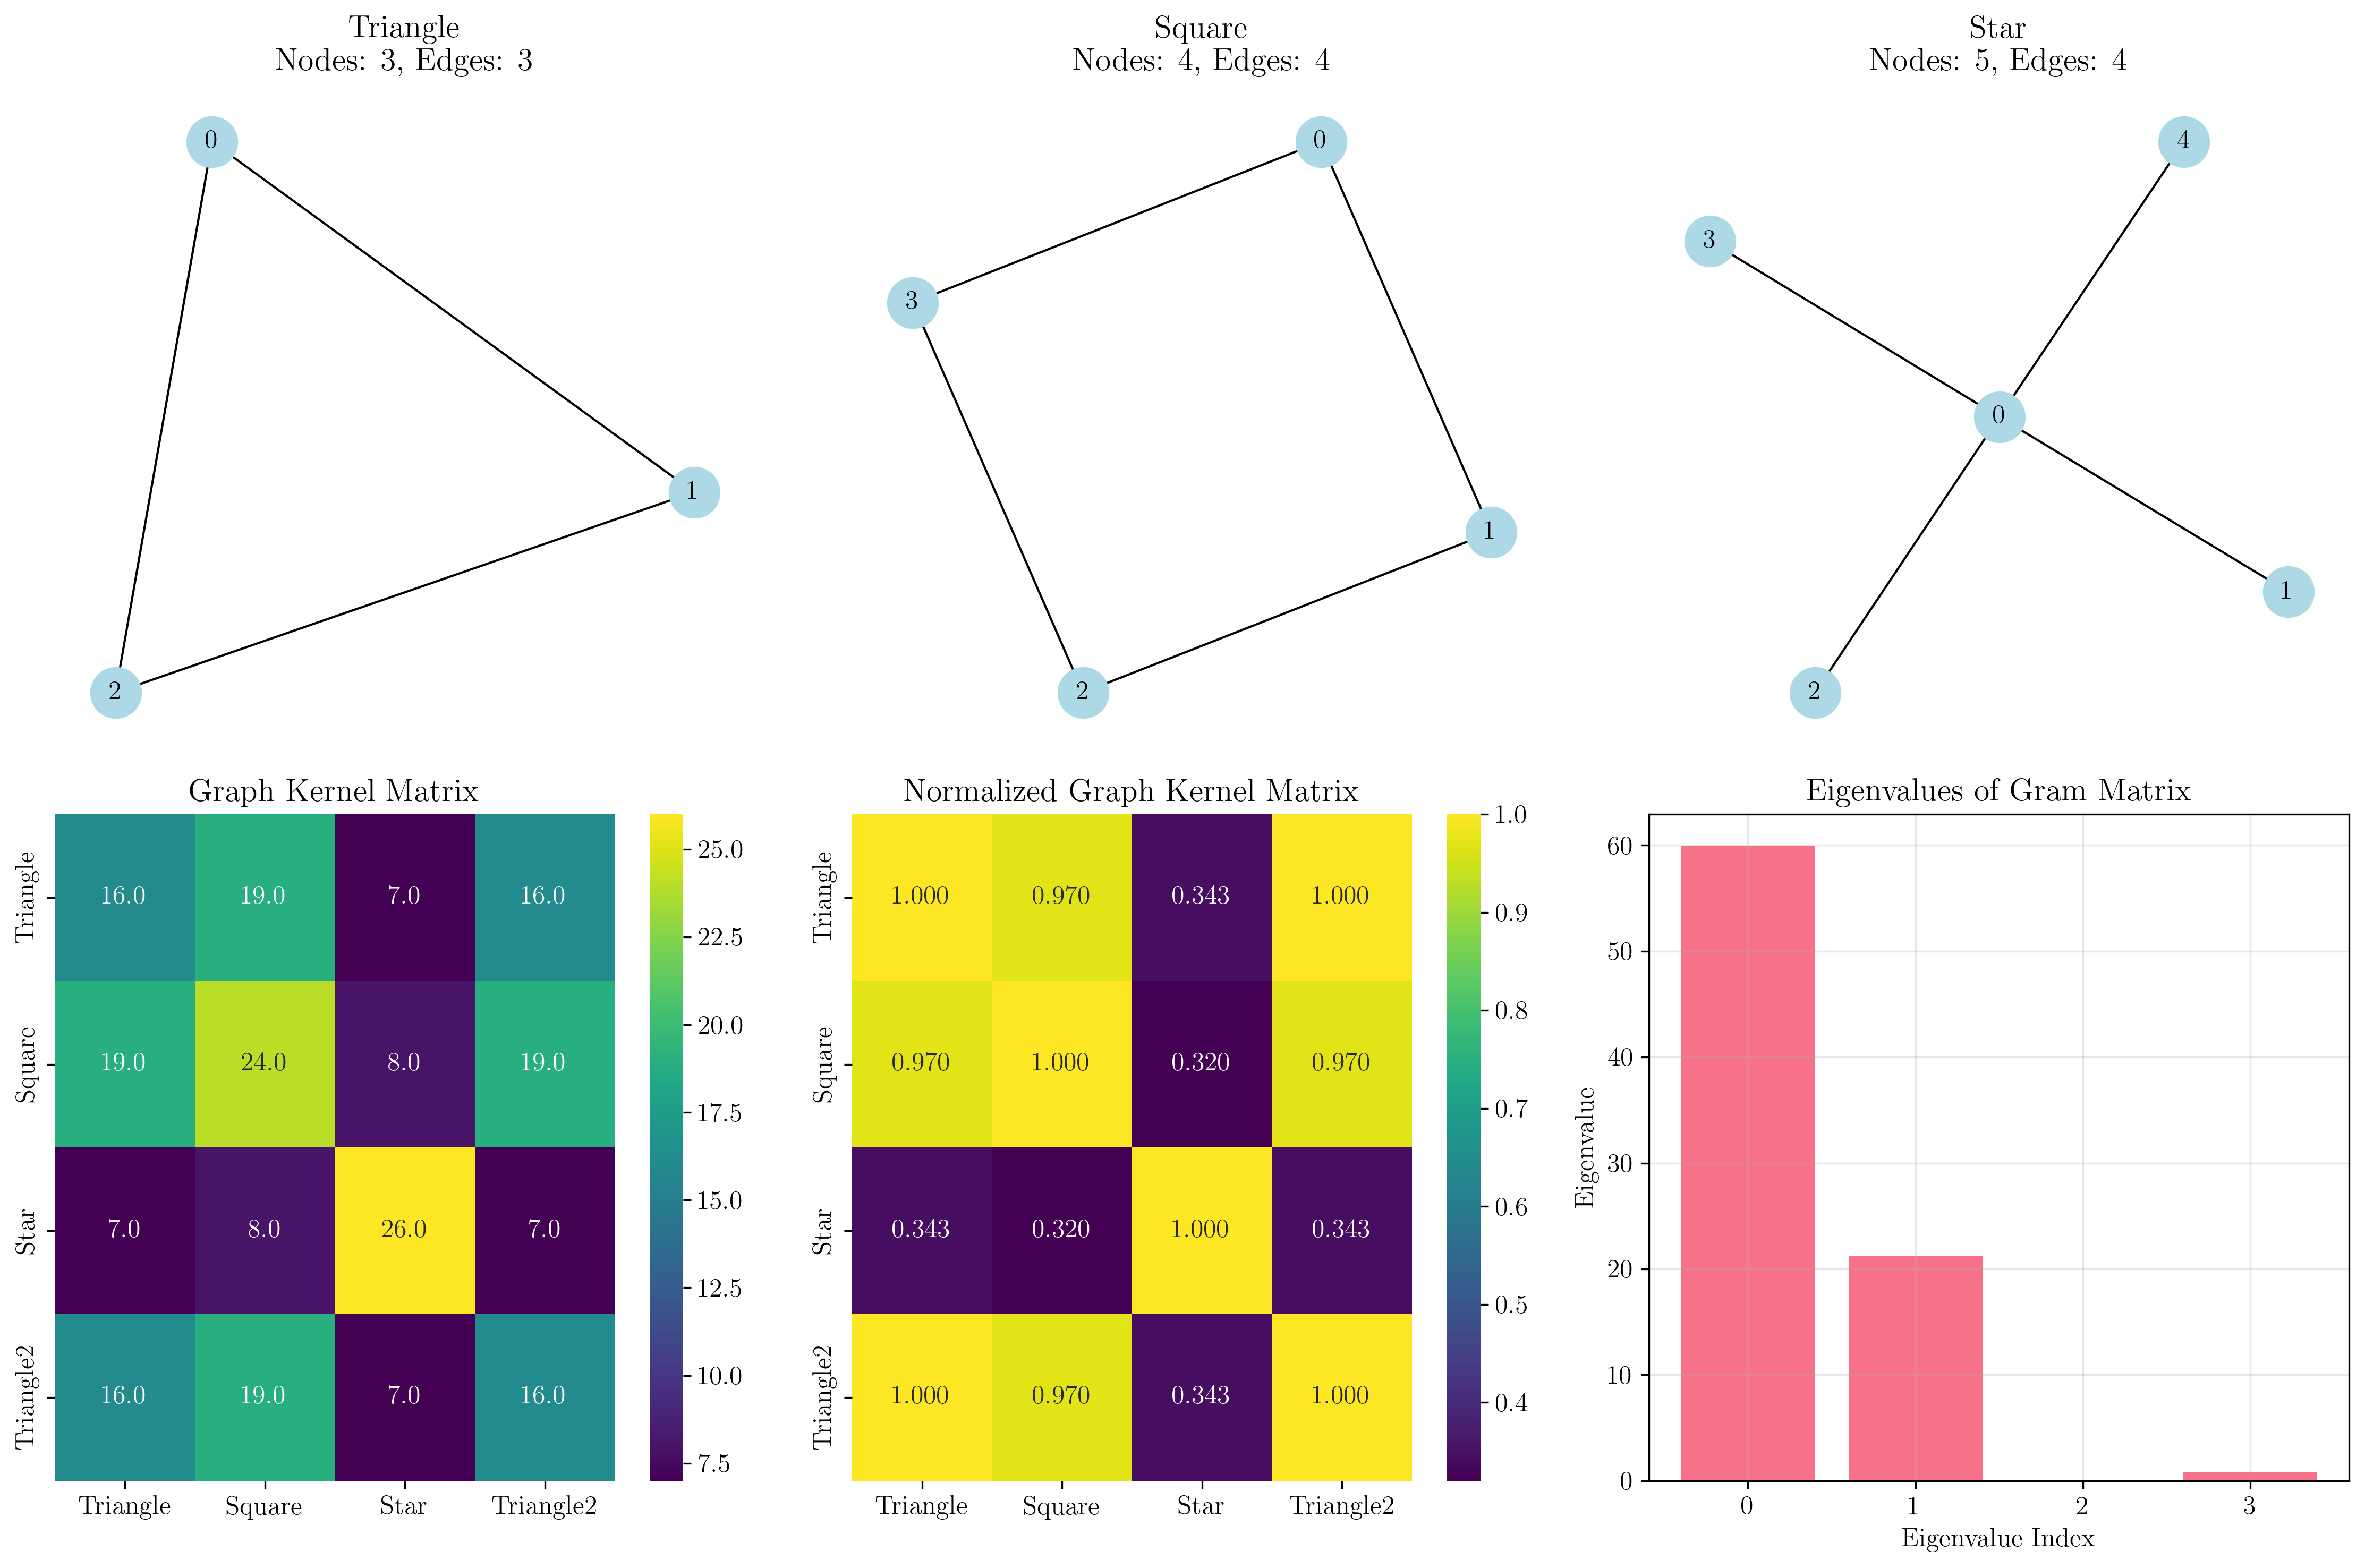 Triangle
Nodes: 3, Edges: 3
0
1
2
Square
Nodes: 4, Edges: 4
0
3
1
2
Star
Nodes: 5, Edges: 4
4
3
0
1
2
Graph Kernel Matrix
Triangle
16.0 19.0 7.0 16.0
Square
19.0 24.0 8.0 19.0
Star
7.0 8.0 26.0 7.0
Triangle2
16.0 19.0 7.0 16.0
Triangle Square Star Triangle2
25.0
22.5
20.0
17.5
15.0
12.5
10.0
7.5
Normalized Graph Kernel Matrix
Triangle
1.000 0.970 0.343 1.000
Square
0.970 1.000 0.320 0.970
Star
0.343 0.320 1.000 0.343
Triangle2
1.000 0.970 0.343 1.000
Triangle Square Star Triangle2
1.0
0.9
0.8
0.7
0.6
0.5
0.4
Eigenvalues of Gram Matrix
Eigenvalue
60
50
40
30
20
10
0
0 1 2 3
Eigenvalue Index